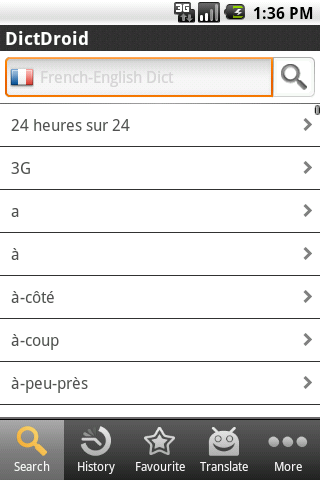 3G 1:36 PM
DictDroid
French-English Dict
24 heures sur 24
3G
a
à
à-côté
à-coup
à-peu-près
Search History Favourite Translate More